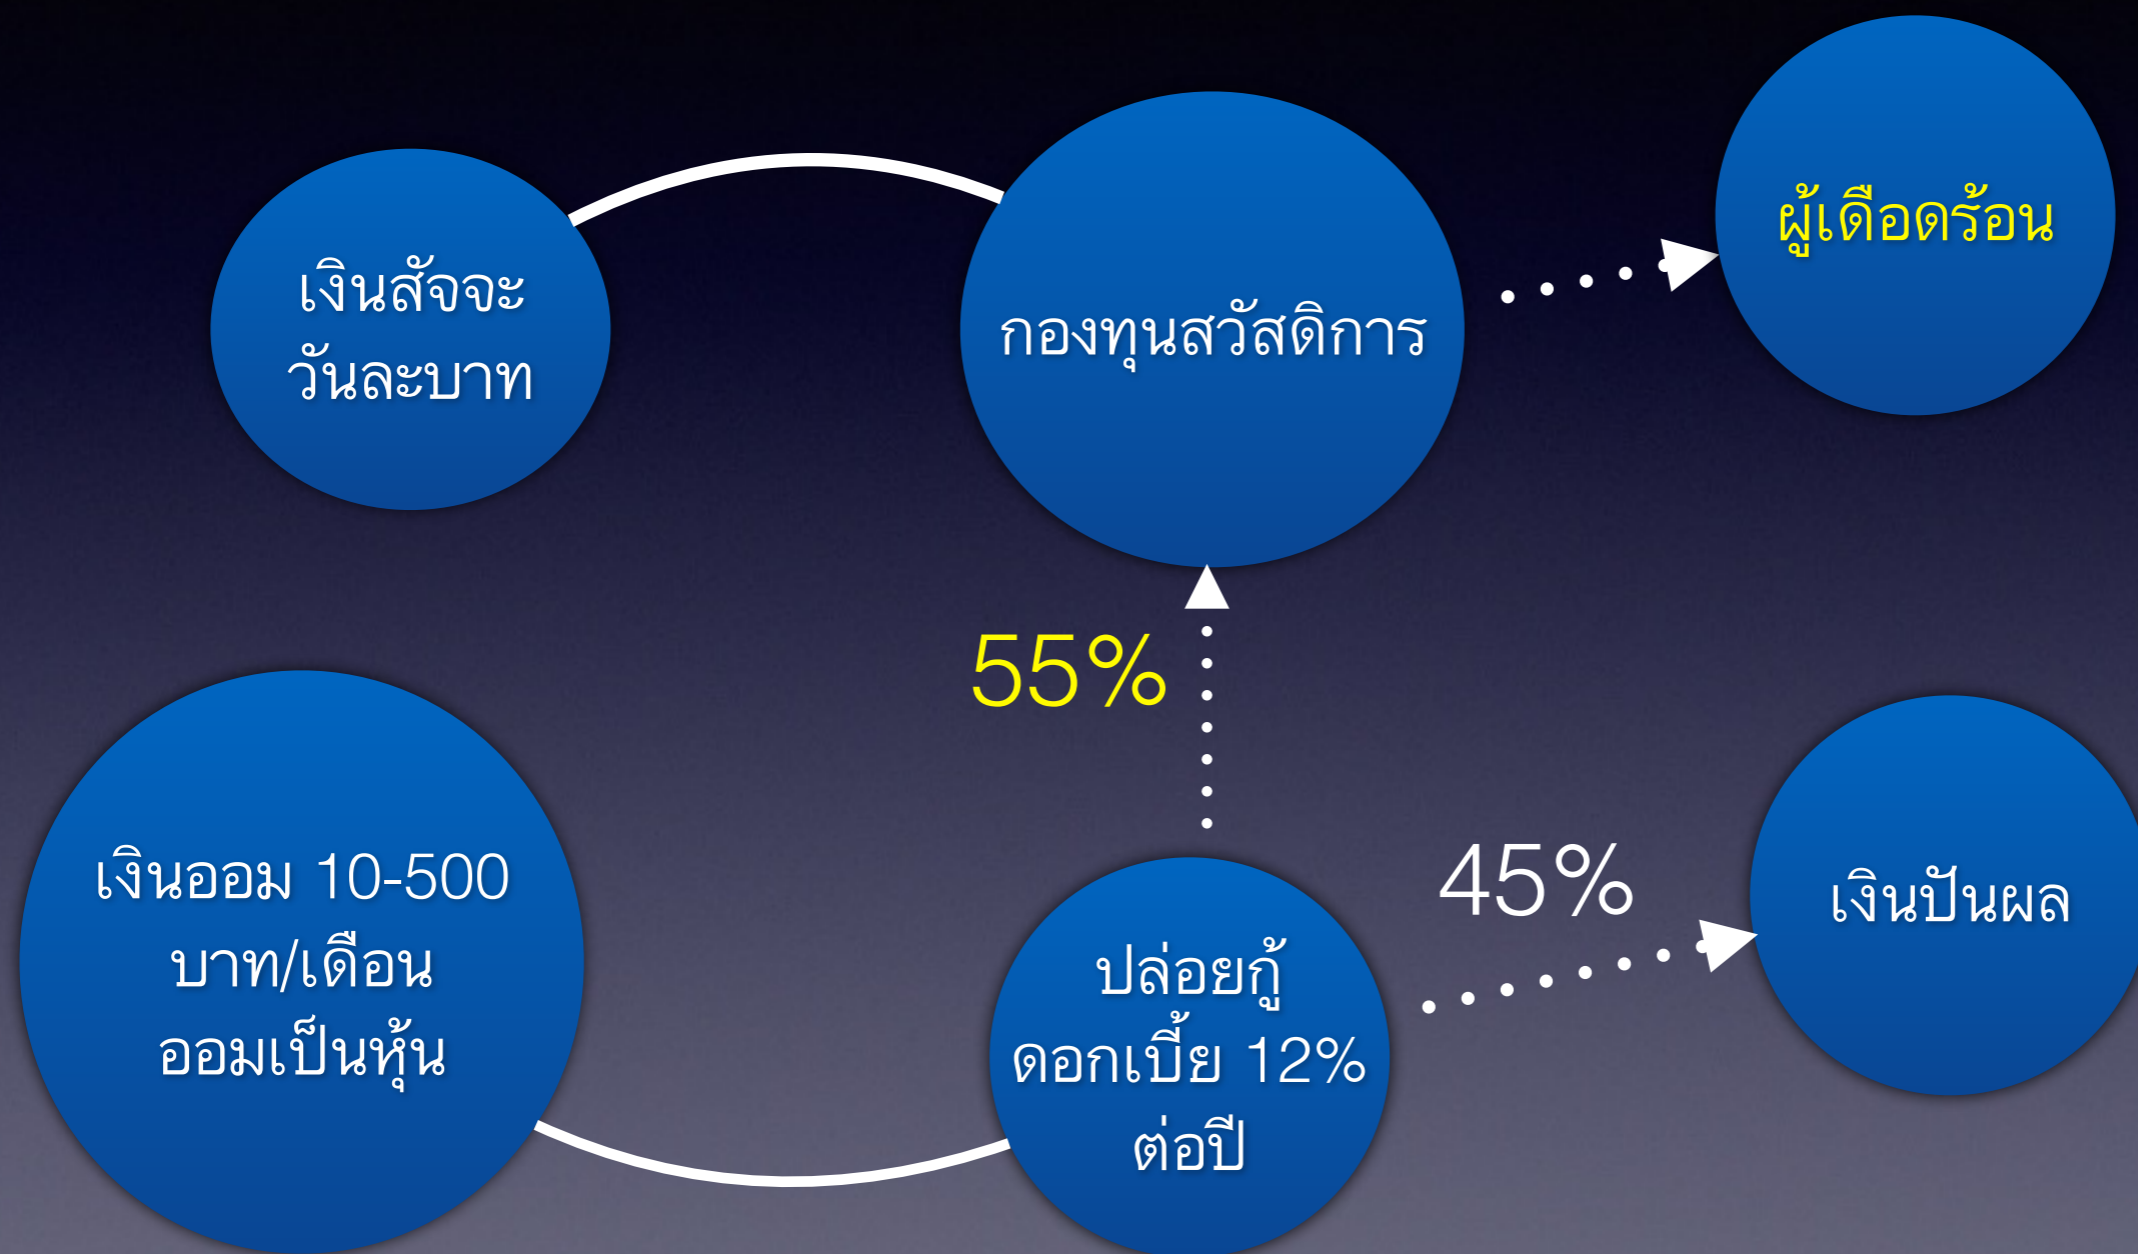 เงินสัจจะ
วันละบาท
กองทุนสวัสดิการ
ผู้เดือดร้อน
55%
เงินออม 10-500
บาท/เดือน
ออมเป็นหุ้น
ปล่อยกู้
ดอกเบี้ย 12%
ต่อปี
45%
เงินปันผล